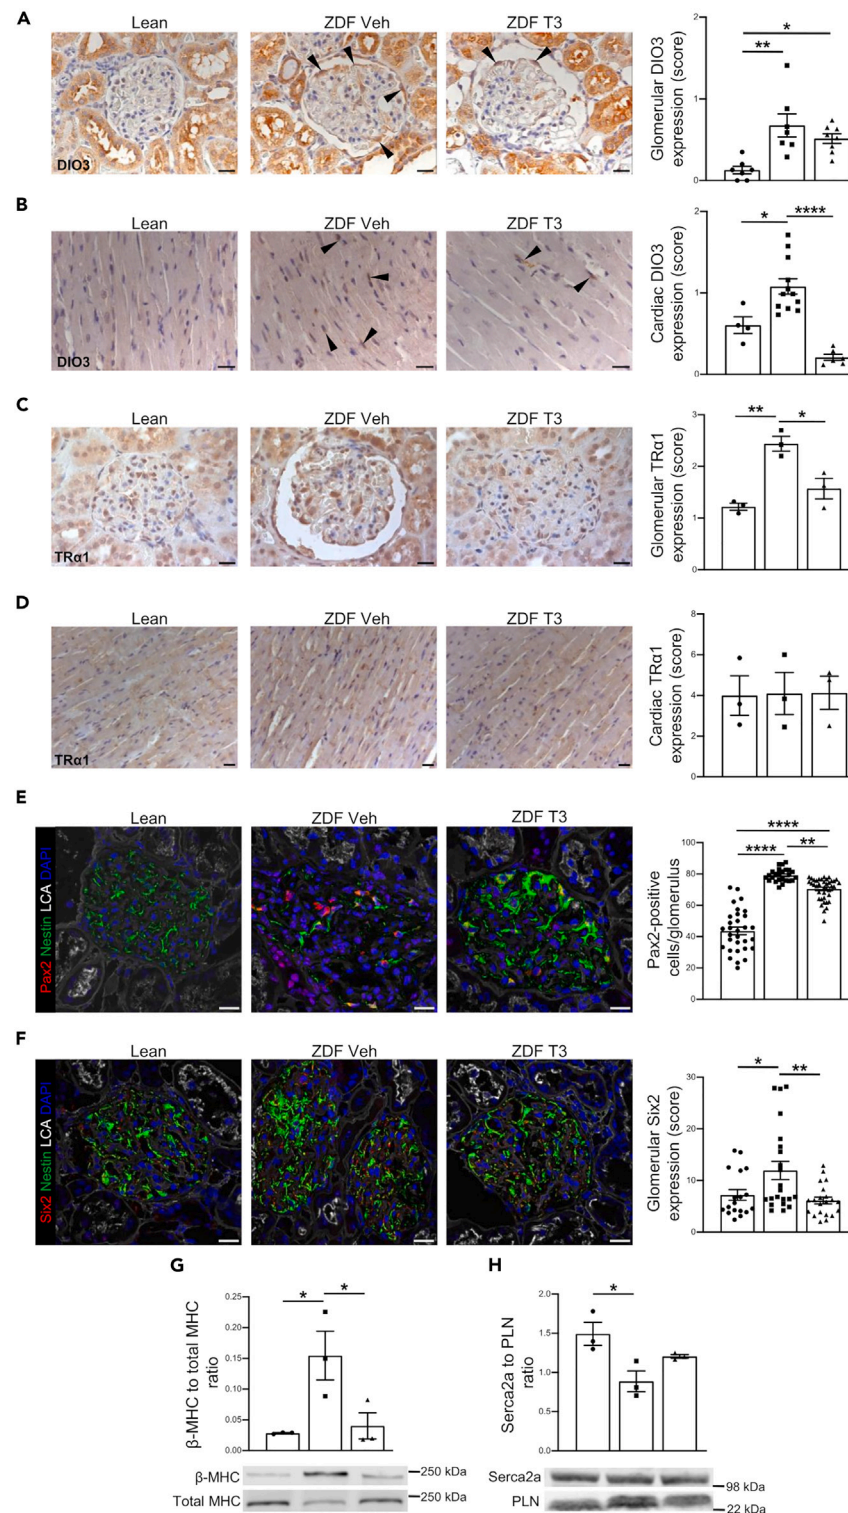 A
Lean
ZDF Veh
ZDF T3
DIO3
Glomerular DIO3
expression (score)
2
1
0
*
**
B
Lean
ZDF Veh
ZDF T3
DIO3
Cardiac DIO3
expression (score)
2
1
0
*
****
C
Lean
ZDF Veh
ZDF T3
TRα1
Glomerular TRα1
expression (score)
3
2
1
0
**
*
D
Lean
ZDF Veh
ZDF T3
TRα1
Cardiac TRα1
expression (score)
8
6
4
2
0
E
Lean
ZDF Veh
ZDF T3
Pax2 Nestin LCA DAPI
Pax2-positive
cells/glomerulus
100
80
60
40
20
0
****
****
**
F
Lean
ZDF Veh
ZDF T3
Six2 Nestin LCA DAPI
Glomerular Six2
expression (score)
30
20
10
0
*
**
G
β-MHC to total MHC
ratio
0.25
0.20
0.15
0.10
0.05
0.00
*
*
β-MHC
250 kDa
Total MHC
250 kDa
H
Serca2a to PLN
ratio
2.0
1.5
1.0
0.5
0.0
*
Serca2a
98 kDa
PLN
22 kDa